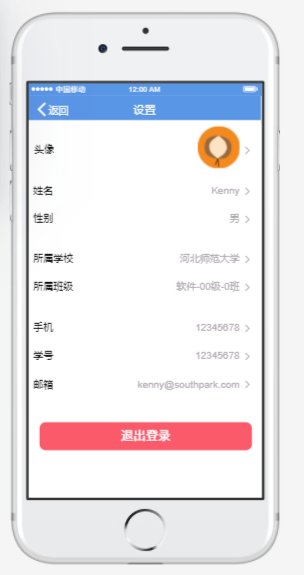 中国移动 12:00 AM
返回 设置
头像
姓名 Kenny
性别 男
所属学校 河北师范大学
所属班级 软件-00级-0班
手机 12345678
学号 12345678
邮箱 kenny@southpark.com
退出登录